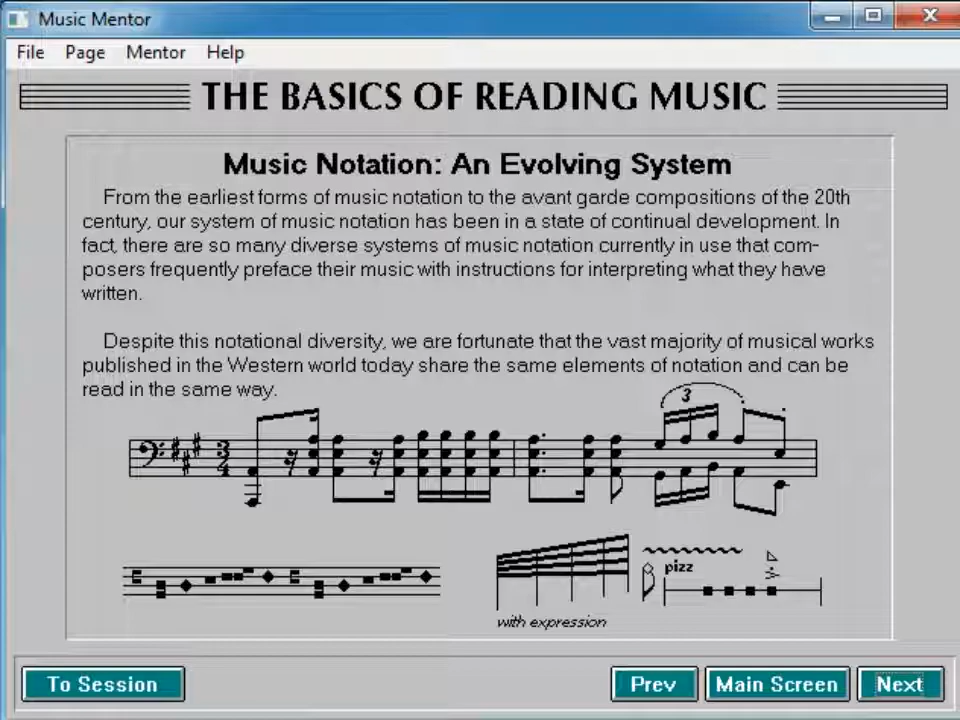 Music Mentor
File Page Mentor Help
THE BASICS OF READING MUSIC
Music Notation: An Evolving System
From the earliest forms of music notation to the avant garde compositions of the 20th
century, our system of music notation has been in a state of continual development. In
fact, there are so many diverse systems of music notation currently in use that com-
posers frequently preface their music with instructions for interpreting what they have
written.
Despite this notational diversity, we are fortunate that the vast majority of musical works
published in the Western world today share the same elements of notation and can be
read in the same way.
3
3
4
pizz
with expression
To Session Prev Main Screen Next